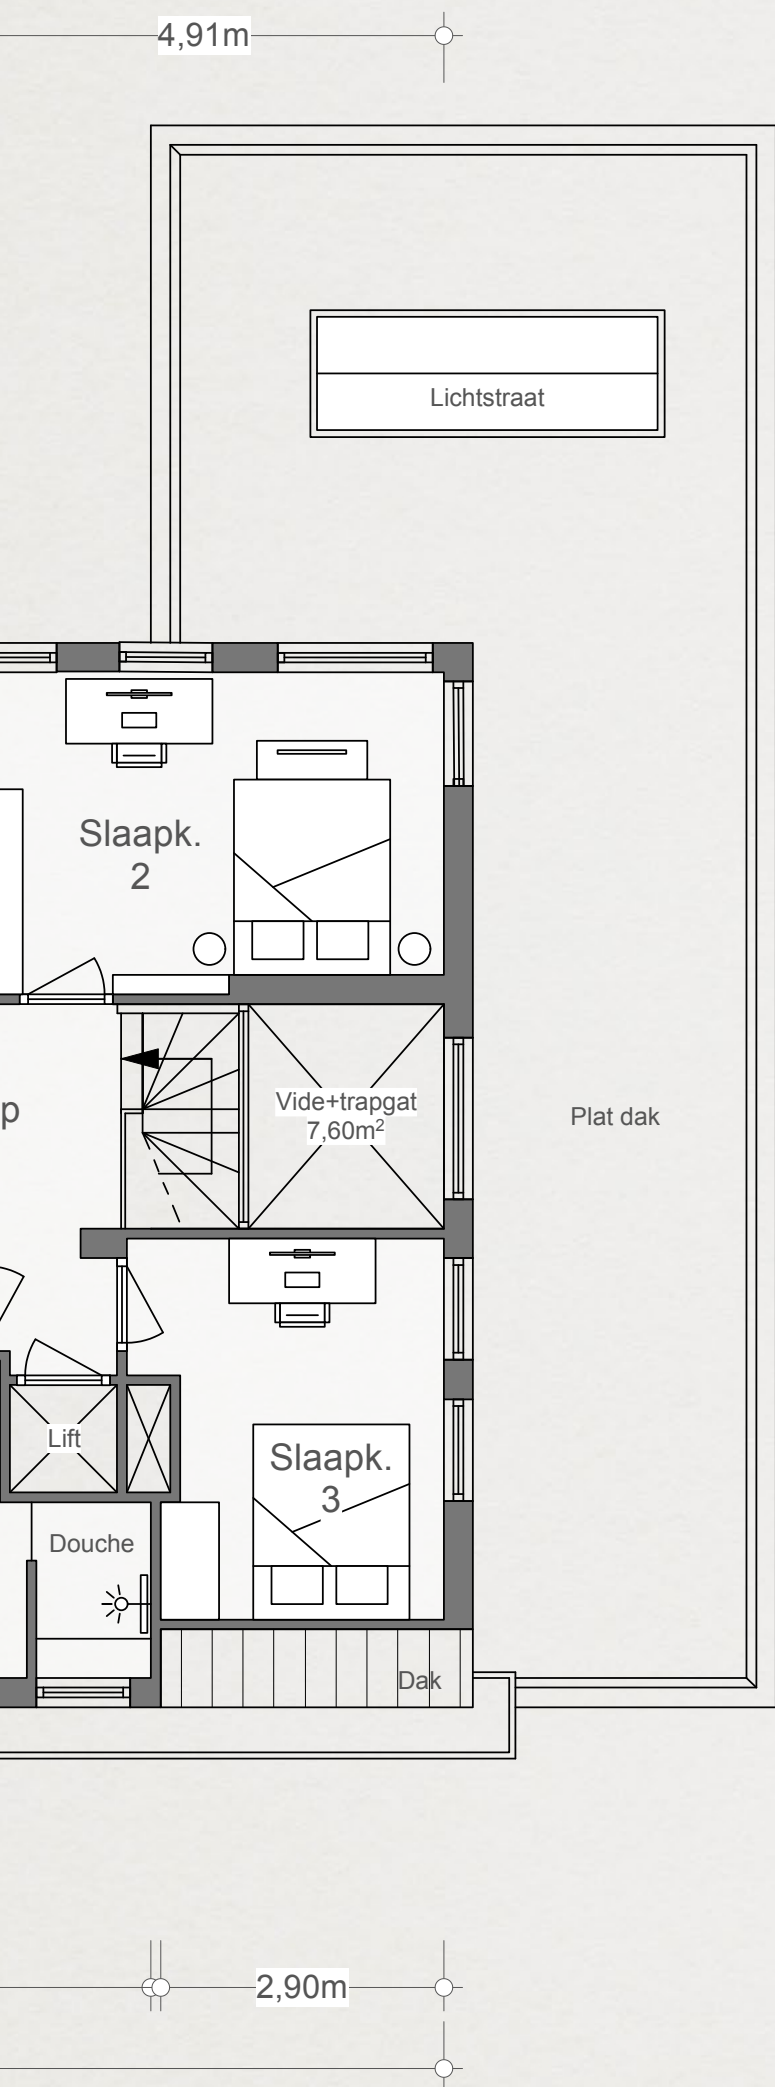 4,91m
Lichtstraat
Slaapk.
2
p
Vide+trapgat
7,60m²
Plat dak
Lift
Slaapk.
3
Douche
Dak
2,90m